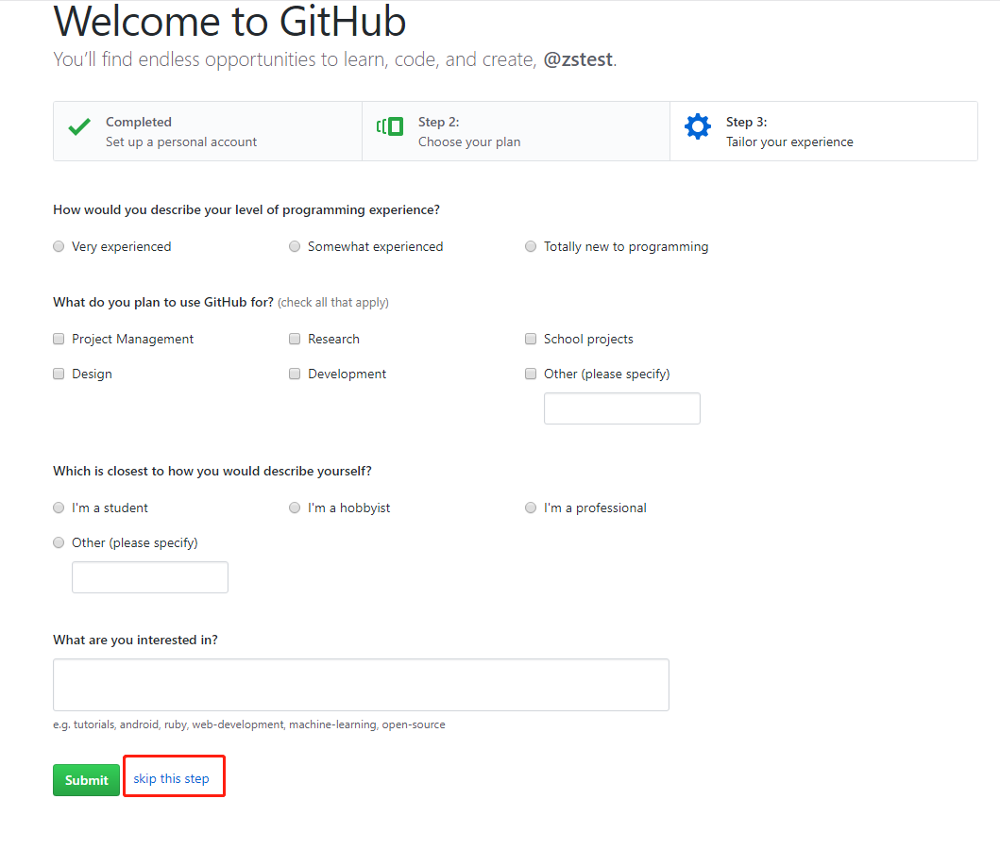 Welcome to GitHub
You’ll find endless opportunities to learn, code, and create, @zstest.
Completed
Set up a personal account
Step 2:
Choose your plan
Step 3:
Tailor your experience
How would you describe your level of programming experience?
Very experienced
Somewhat experienced
Totally new to programming
What do you plan to use GitHub for? (check all that apply)
Project Management
Research
School projects
Design
Development
Other (please specify)
Which is closest to how you would describe yourself?
I'm a student
I'm a hobbyist
I'm a professional
Other (please specify)
What are you interested in?
e.g. tutorials, android, ruby, web-development, machine-learning, open-source
Submit
skip this step